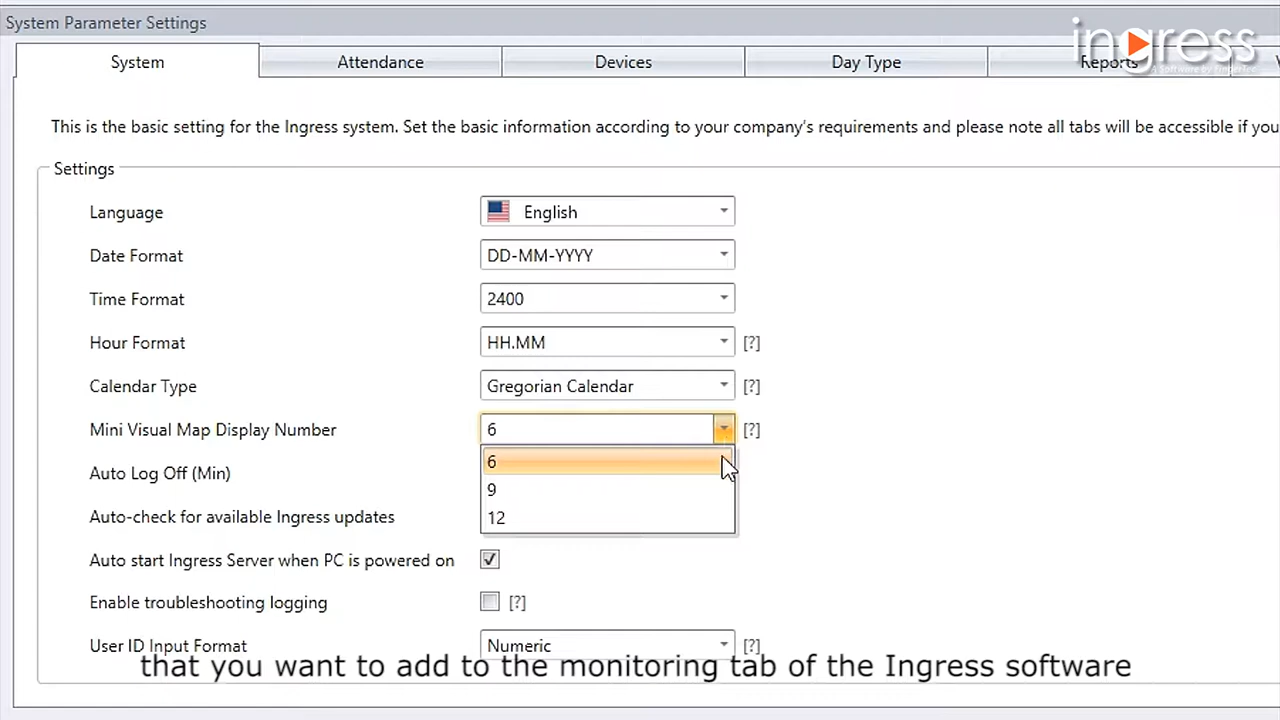 System Parameter Settings
ingress
A Software by FingerTec
System Attendance Devices Day Type Reports
This is the basic setting for the Ingress system. Set the basic information according to your company's requirements and please note all tabs will be accessible if you
Settings
Language English
Date Format DD-MM-YYYY
Time Format 2400
Hour Format HH.MM [?]
Calendar Type Gregorian Calendar [?]
Mini Visual Map Display Number 6 [?]
6
Auto Log Off (Min)
9
Auto-check for available Ingress updates
12
Auto start Ingress Server when PC is powered on
Enable troubleshooting logging [?]
User ID Input Format Numeric [?]
that you want to add to the monitoring tab of the Ingress software